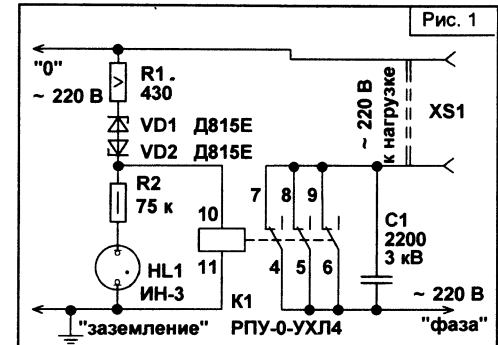 Рис. 1
"0"
~ 220 В
R1
430
VD1 Д815Е
VD2 Д815Е
R2
75 к
HL1
ИН-3
10
11
K1
РПУ-0-УХЛ4
7
8
9
4
5
6
C1
2200
3 кВ
~ 220 В
к нагрузке
XS1
~ 220 В
"фаза"
"заземление"